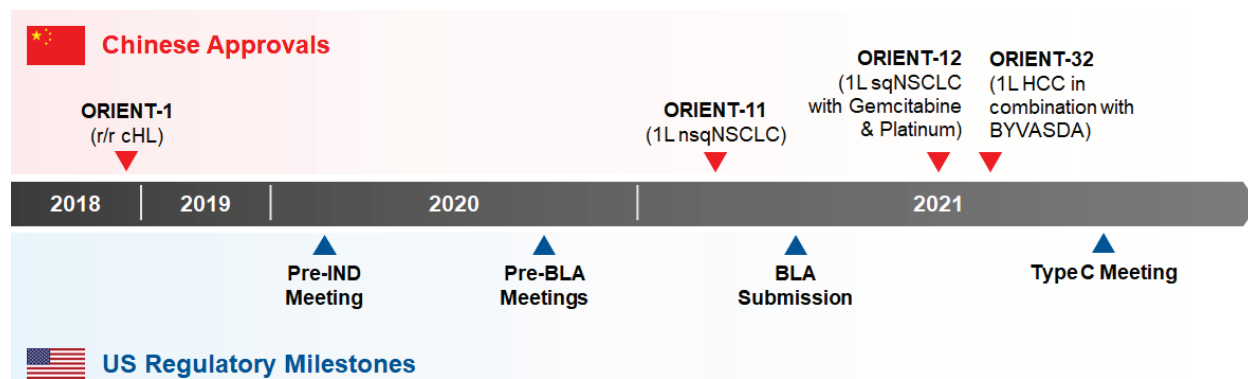 Chinese Approvals
ORIENT-1
(r/r cHL)
ORIENT-11
(1L nsqNSCLC)
ORIENT-12
(1L sqNSCLC
with Gemcitabine
& Platinum)
ORIENT-32
(1L HCC in
combination with
BYVASDA)
2018
2019
2020
2021
Pre-IND
Meeting
Pre-BLA
Meetings
BLA
Submission
Type C Meeting
US Regulatory Milestones